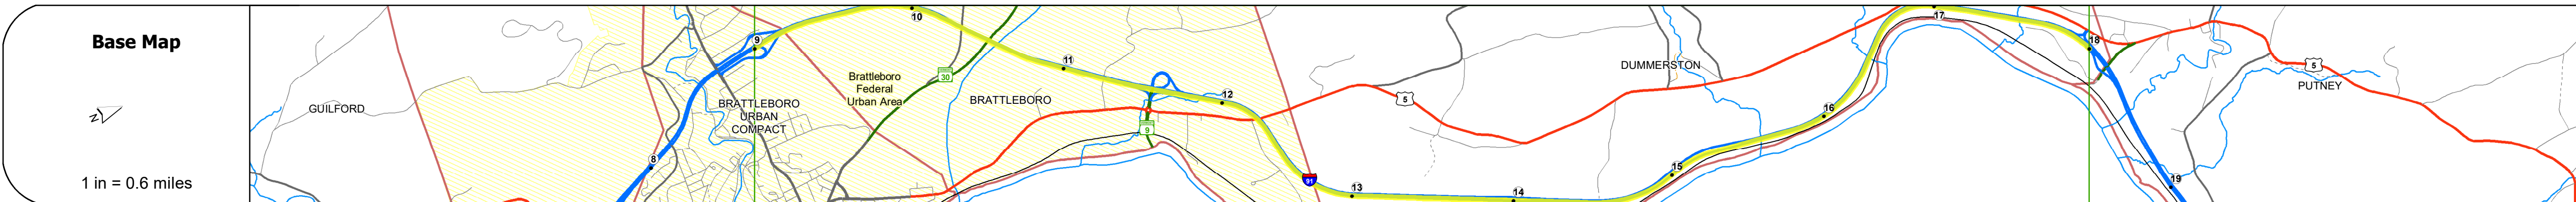 Base Map
N
1 in = 0.6 miles
GUILFORD
8
9
BRATTLEBORO
URBAN
COMPACT
Brattleboro
Federal
Urban Area
10
30
BRATTLEBORO
11
9
12
91
13
5
14
DUMMERSTON
15
16
17
18
19
5
PUTNEY